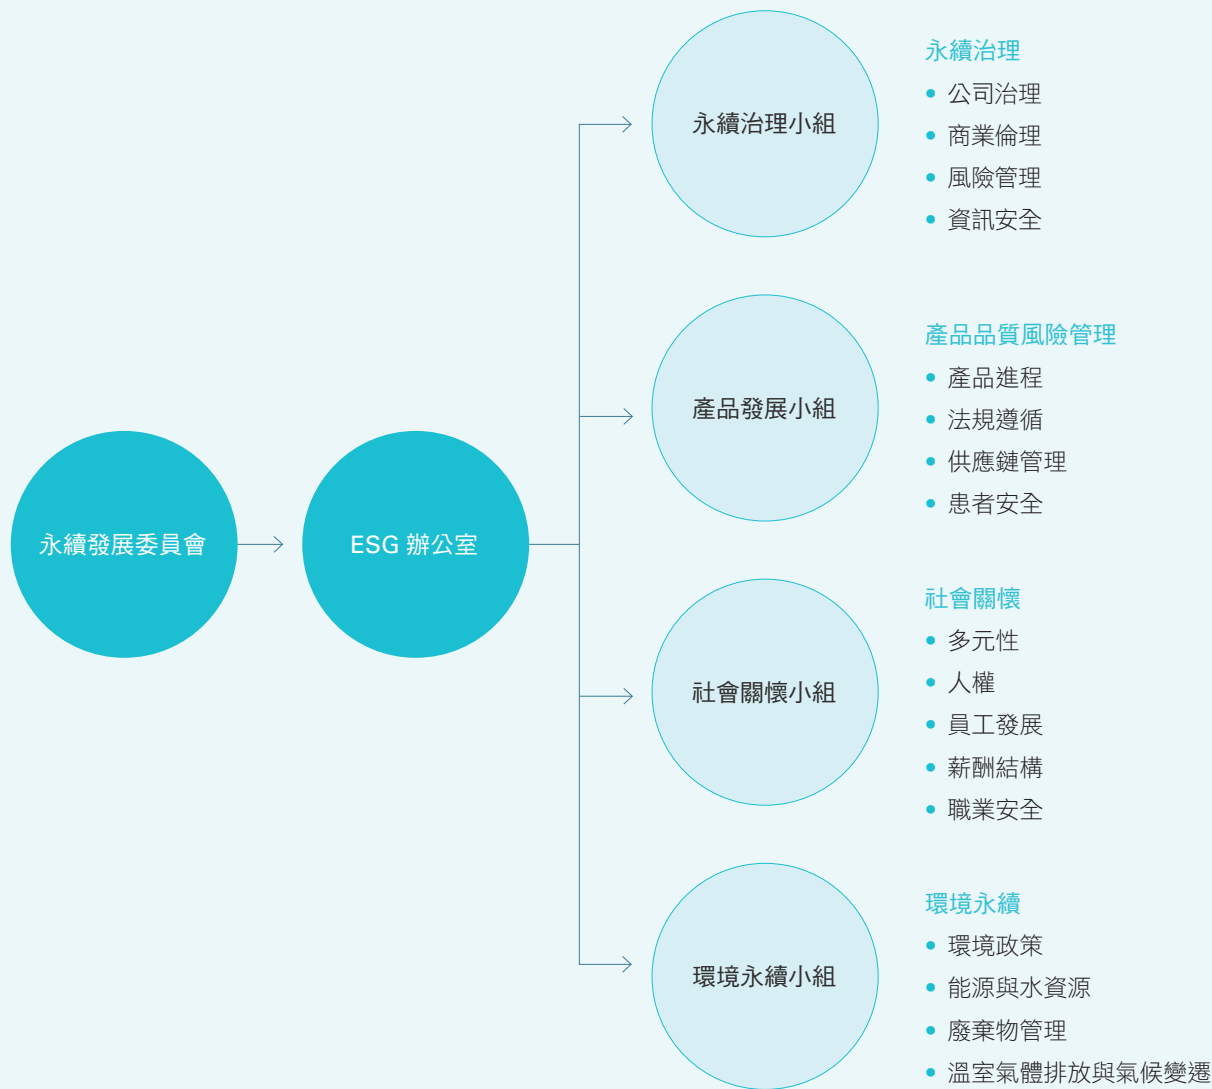 永續發展委員會
ESG 辦公室
永續治理小組
永續治理
公司治理
商業倫理
風險管理
資訊安全
產品發展小組
產品品質風險管理
產品進程
法規遵循
供應鏈管理
患者安全
社會關懷小組
社會關懷
多元性
人權
員工發展
薪酬結構
職業安全
環境永續小組
環境永續
環境政策
能源與水資源
廢棄物管理
溫室氣體排放與氣候變遷